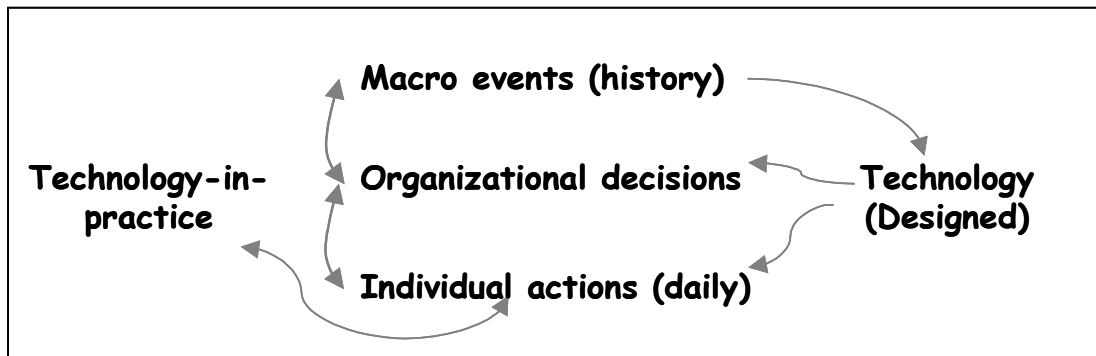 Macro events (history)
Technology-in-
practice
Organizational decisions
Technology
(Designed)
Individual actions (daily)